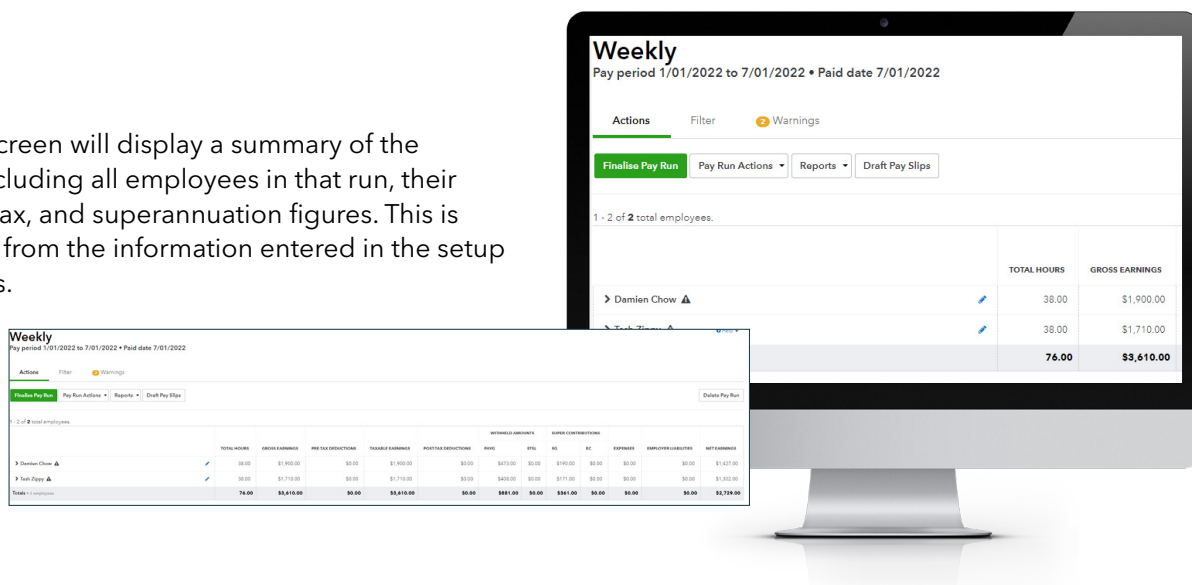 creen will display a summary of the
cluding all employees in that run, their
ax, and superannuation figures. This is
from the information entered in the setup
s.
Weekly
Pay period 1/01/2022 to 7/01/2022 • Paid date 7/01/2022
Actions Filter 2 Warnings
Finalise Pay Run Pay Run Actions Reports Draft Pay Slips
1 - 2 of 2 total employees.
TOTAL HOURS GROSS EARNINGS
Damien Chow 38.00 $1,900.00
Tash Zippy 38.00 $1,710.00
76.00 $3,610.00
Weekly
Pay period 1/01/2022 to 7/01/2022 • Paid date 7/01/2022
Actions Filter 2 Warnings
Finalise Pay Run Pay Run Actions Reports Draft Pay Slips Delete Pay Run
1 - 2 of 2 total employees.
WITHHELD AMOUNTS SUPER CONTRIBUTIONS
TOTAL HOURS GROSS EARNINGS PRE-TAX DEDUCTIONS TAXABLE EARNINGS POST-TAX DEDUCTIONS PAYG STSL SG EC EXPENSES EMPLOYER LIABILITIES NET EARNINGS
Damien Chow 38.00 $1,900.00 $0.00 $1,900.00 $0.00 $473.00 $0.00 $190.00 $0.00 $0.00 $0.00 $1,427.00
Tash Zippy 38.00 $1,710.00 $0.00 $1,710.00 $0.00 $408.00 $0.00 $171.00 $0.00 $0.00 $0.00 $1,302.00
Totals 76.00 $3,610.00 $0.00 $3,610.00 $0.00 $881.00 $0.00 $361.00 $0.00 $0.00 $0.00 $2,729.00